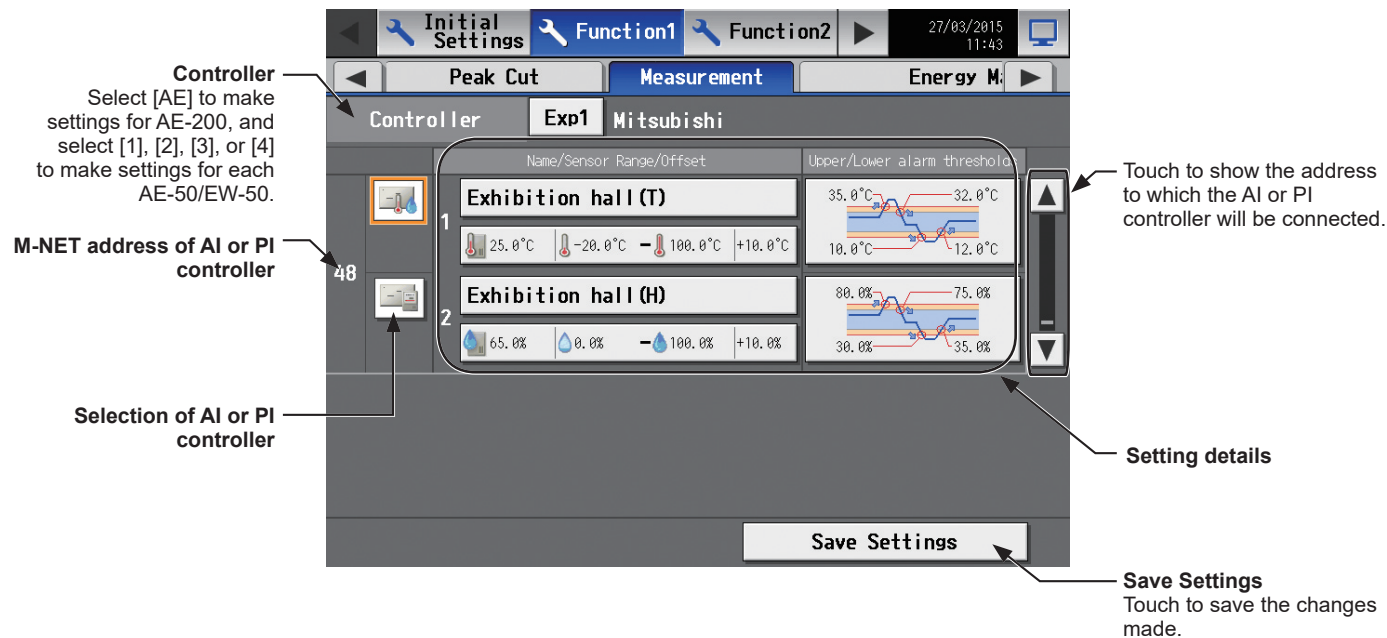 Initial
Settings
Function1
Function2
27/03/2015
11:43
Peak Cut
Measurement
Energy M
Controller
Exp1
Mitsubishi
Name/Sensor Range/Offset
Upper/Lower alarm thresholds
48
1
Exhibition hall(T)
25.0°C
-20.0°C
-
100.0°C
+10.0°C
35.0°C
32.0°C
10.0°C
12.0°C
2
Exhibition hall(H)
65.0%
0.0%
-
100.0%
+10.0%
80.0%
75.0%
30.0%
35.0%
Save Settings
Controller
Select [AE] to make
settings for AE-200, and
select [1], [2], [3], or [4]
to make settings for each
AE-50/EW-50.
M-NET address of AI or PI
controller
Selection of AI or PI
controller
Touch to show the address
to which the AI or PI
controller will be connected.
Setting details
Save Settings
Touch to save the changes
made.